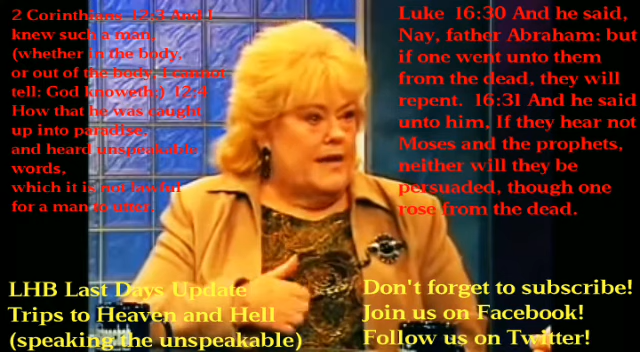 2 Corinthians 12:3 And I
knew such a man,
(whether in the body,
or out of the body, I cannot
tell: God knoweth;) 12:4
How that he was caught
up into paradise,
and heard unspeakable
words,
which it is not lawful
for a man to utter.
Luke 16:30 And he said,
Nay, father Abraham: but
if one went unto them
from the dead, they will
repent. 16:31 And he said
unto him, If they hear not
Moses and the prophets,
neither will they be
persuaded, though one
rose from the dead.
LHB Last Days Update
Trips to Heaven and Hell
(speaking the unspeakable)
Don't forget to subscribe!
Join us on Facebook!
Follow us on Twitter!